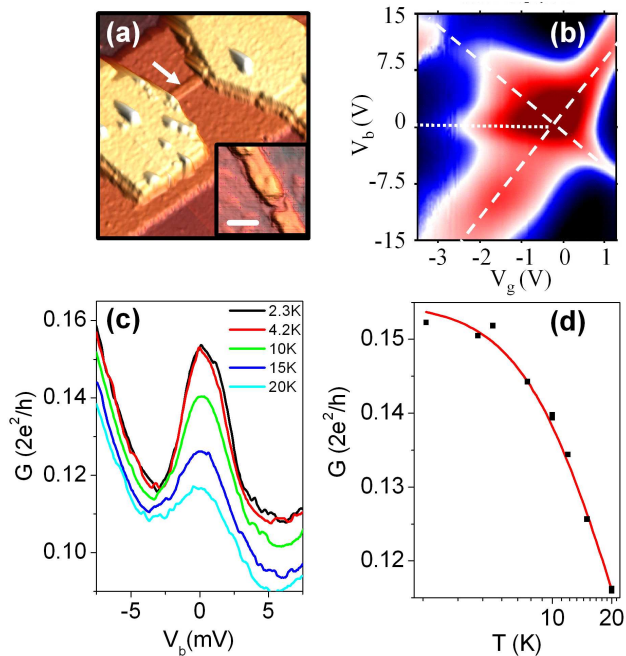 (a)
(b)
15
7.5
0
-7.5
-15
V_b (V)
-3
-2
-1
0
1
V_g (V)
(c)
2.3K
4.2K
10K
15K
20K
0.16
0.14
0.12
0.10
G (2e²/h)
-5
0
5
V_b(mV)
(d)
0.15
0.14
0.13
0.12
G (2e²/h)
10
20
T (K)